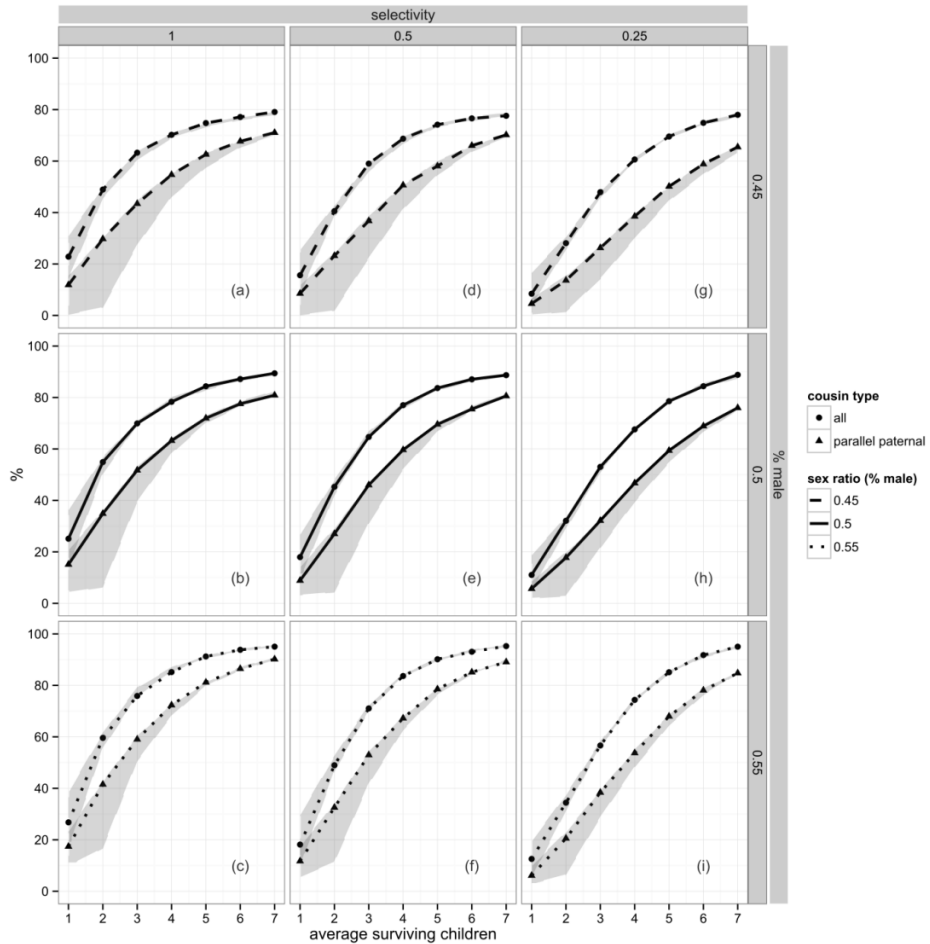 selectivity
1 0.5 0.25
100
80
60
40
20
0
(a) (d) (g)
0.45
100
80
60
40
20
0
(b) (e) (h)
0.5
100
80
60
40
20
0
(c) (f) (i)
0.55
%
% male
1 2 3 4 5 6 7 1 2 3 4 5 6 7 1 2 3 4 5 6 7
average surviving children
cousin type
all
parallel paternal
sex ratio (% male)
0.45
0.5
0.55